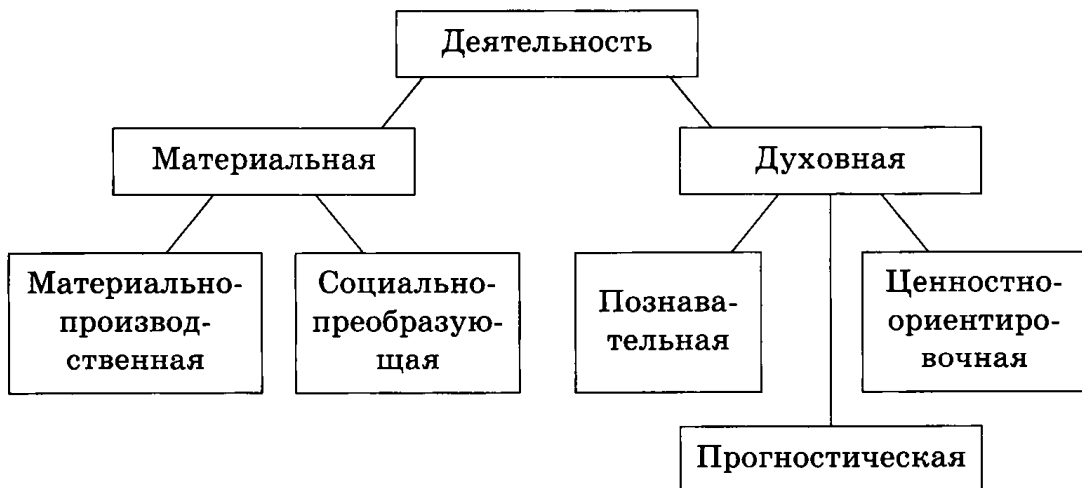 Деятельность
Материальная
Духовная
Материально-
производ-
ственная
Социально-
преобразую-
щая
Познава-
тельная
Ценностно-
ориентиро-
вочная
Прогностическая